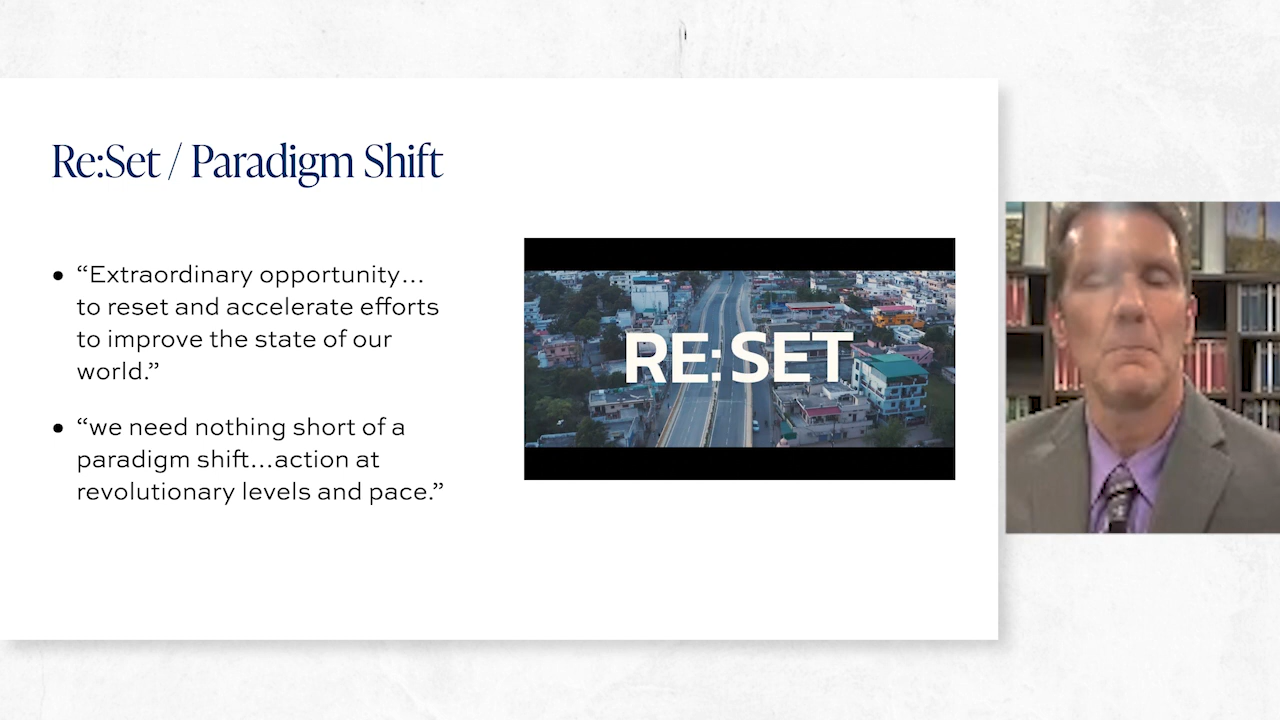 Re:Set / Paradigm Shift
• “Extraordinary opportunity…
to reset and accelerate efforts
to improve the state of our
world.”
• “we need nothing short of a
paradigm shift…action at
revolutionary levels and pace.”
RE:SET